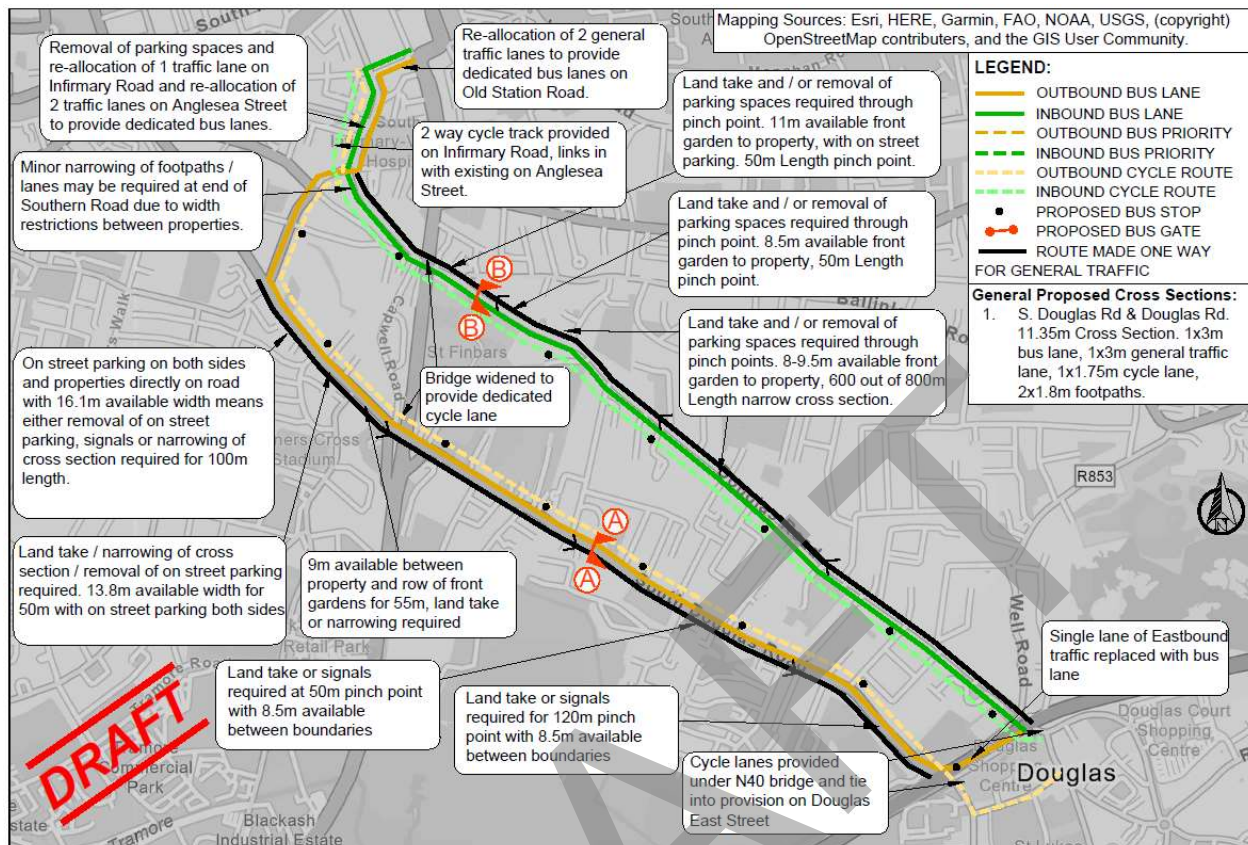 Mapping Sources: Esri, HERE, Garmin, FAO, NOAA, USGS, (copyright)
OpenStreetMap contributers, and the GIS User Community.
LEGEND:
OUTBOUND BUS LANE
INBOUND BUS LANE
OUTBOUND BUS PRIORITY
INBOUND BUS PRIORITY
OUTBOUND CYCLE ROUTE
INBOUND CYCLE ROUTE
PROPOSED BUS STOP
PROPOSED BUS GATE
ROUTE MADE ONE WAY
FOR GENERAL TRAFFIC
General Proposed Cross Sections:
1. S. Douglas Rd & Douglas Rd.
11.35m Cross Section. 1x3m
bus lane, 1x3m general traffic
lane, 1x1.75m cycle lane,
2x1.8m footpaths.
Removal of parking spaces and
re-allocation of 1 traffic lane on
Infirmary Road and re-allocation of
2 traffic lanes on Anglesea Street
to provide dedicated bus lanes.
Re-allocation of 2 general
traffic lanes to provide
dedicated bus lanes on
Old Station Road.
Land take and / or removal of
parking spaces required through
pinch point. 11m available front
garden to property, with on street
parking. 50m Length pinch point.
2 way cycle track provided
on Infirmary Road, links in
with existing on Anglesea
Street.
Minor narrowing of footpaths /
lanes may be required at end of
Southern Road due to width
restrictions between properties.
Land take and / or removal of
parking spaces required through
pinch point. 8.5m available front
garden to property, 50m Length
pinch point.
Land take and / or removal of
parking spaces required through
pinch points. 8-9.5m available front
garden to property, 600 out of 800m
Length narrow cross section.
On street parking on both sides
and properties directly on road
with 16.1m available width means
either removal of on street
parking, signals or narrowing of
cross section required for 100m
length.
Bridge widened to
provide dedicated
cycle lane
Land take / narrowing of cross
section / removal of on street parking
required. 13.8m available width for
50m with on street parking both sides
9m available between
property and row of front
gardens for 55m, land take
or narrowing required
Land take or signals
required at 50m pinch point
with 8.5m available
between boundaries
Land take or signals
required for 120m pinch
point with 8.5m available
between boundaries
Single lane of Eastbound
traffic replaced with bus
lane
Cycle lanes provided
under N40 bridge and tie
into provision on Douglas
East Street
B
B
A
A
Capwell Road
St Finbars
R853
Well Road
South Douglas Road
Douglas Court
Shopping
Centre
Douglas
Shopping
Centre
Douglas
Retail Park
Tramore Road
Commercial
Park
Tramore
Blackash
Industrial Estate
St Lukes
N
DRAFT